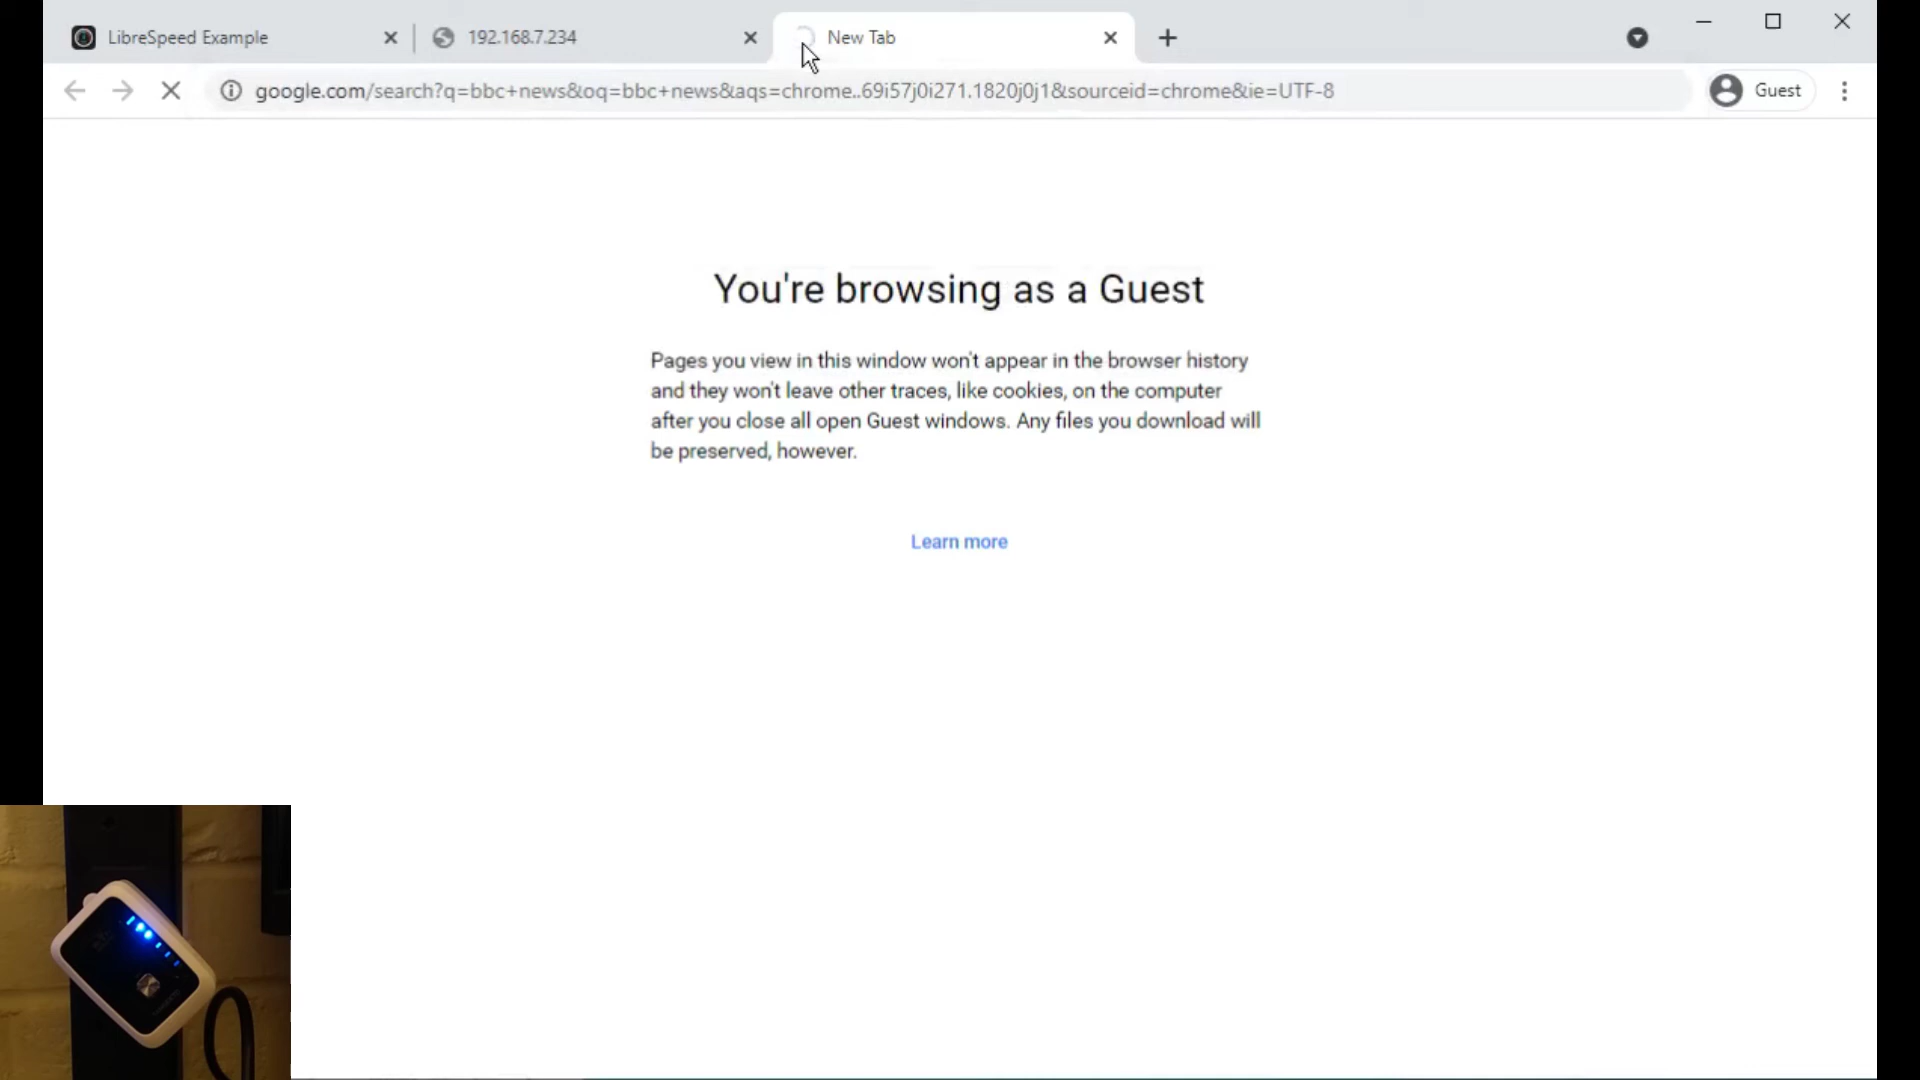 LibreSpeed Example
192.168.7.234
New Tab
google.com/search?q=bbc+news&oq=bbc+news&aqs=chrome..69i57j0i271.1820j0j1&sourceid=chrome&ie=UTF-8
Guest
You're browsing as a Guest
Pages you view in this window won't appear in the browser history
and they won't leave other traces, like cookies, on the computer
after you close all open Guest windows. Any files you download will
be preserved, however.
Learn more